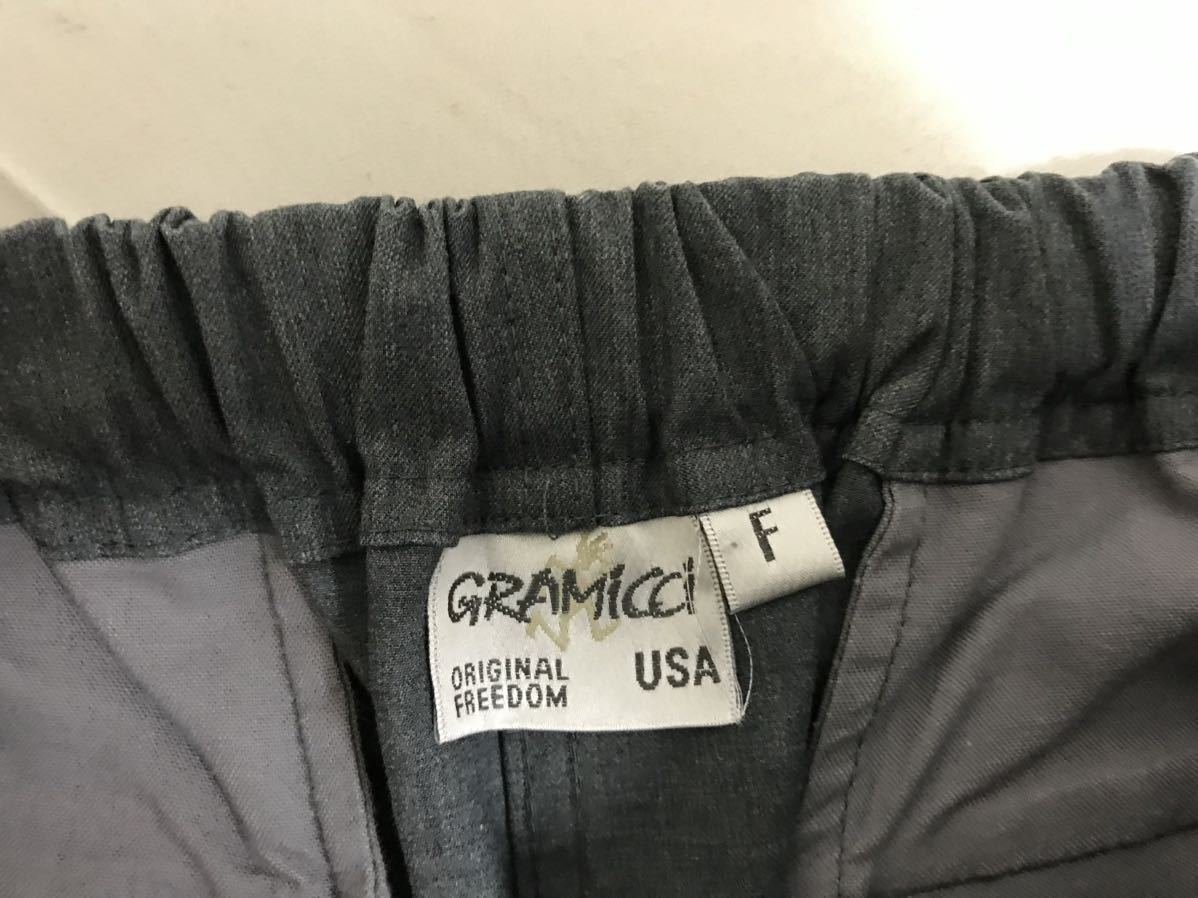 GRAMICCi
ORIGINAL
FREEDOM
USA
F